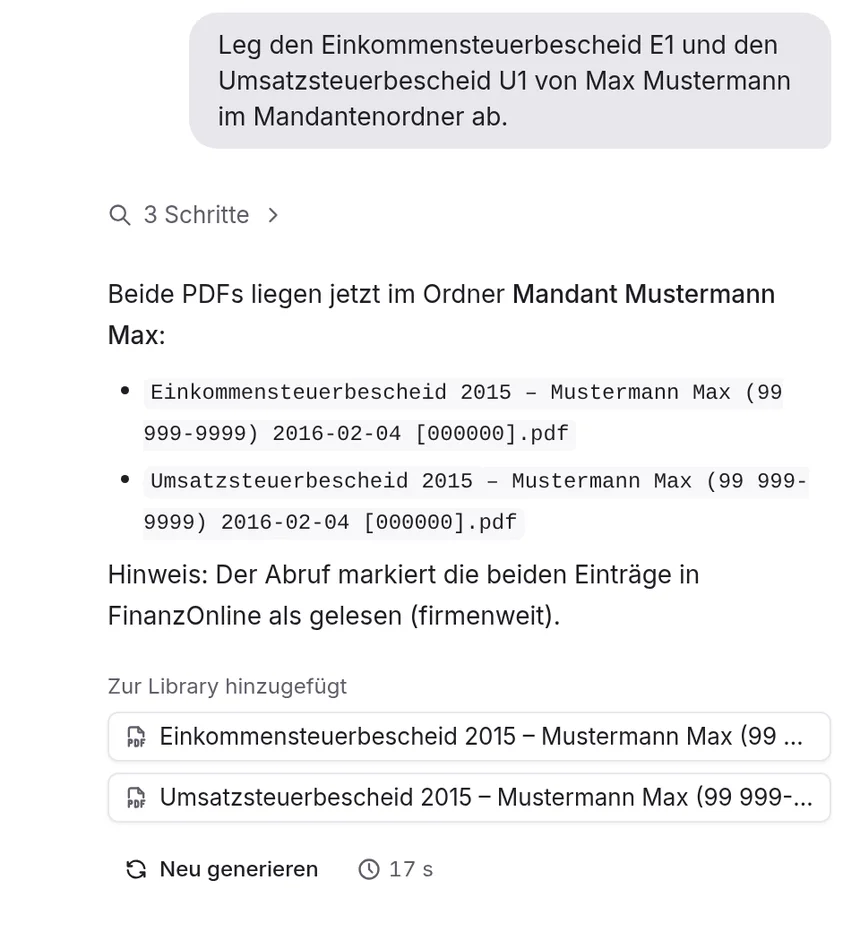 Leg den Einkommensteuerbescheid E1 und den
Umsatzsteuerbescheid U1 von Max Mustermann
im Mandantenordner ab.
3 Schritte
Beide PDFs liegen jetzt im Ordner Mandant Mustermann
Max:
Einkommensteuerbescheid 2015 – Mustermann Max (99
999-9999) 2016-02-04 [000000].pdf
Umsatzsteuerbescheid 2015 – Mustermann Max (99 999-
9999) 2016-02-04 [000000].pdf
Hinweis: Der Abruf markiert die beiden Einträge in
FinanzOnline als gelesen (firmenweit).
Zur Library hinzugefügt
PDF Einkommensteuerbescheid 2015 – Mustermann Max (99 ...
PDF Umsatzsteuerbescheid 2015 – Mustermann Max (99 999-...
Neu generieren 17 s